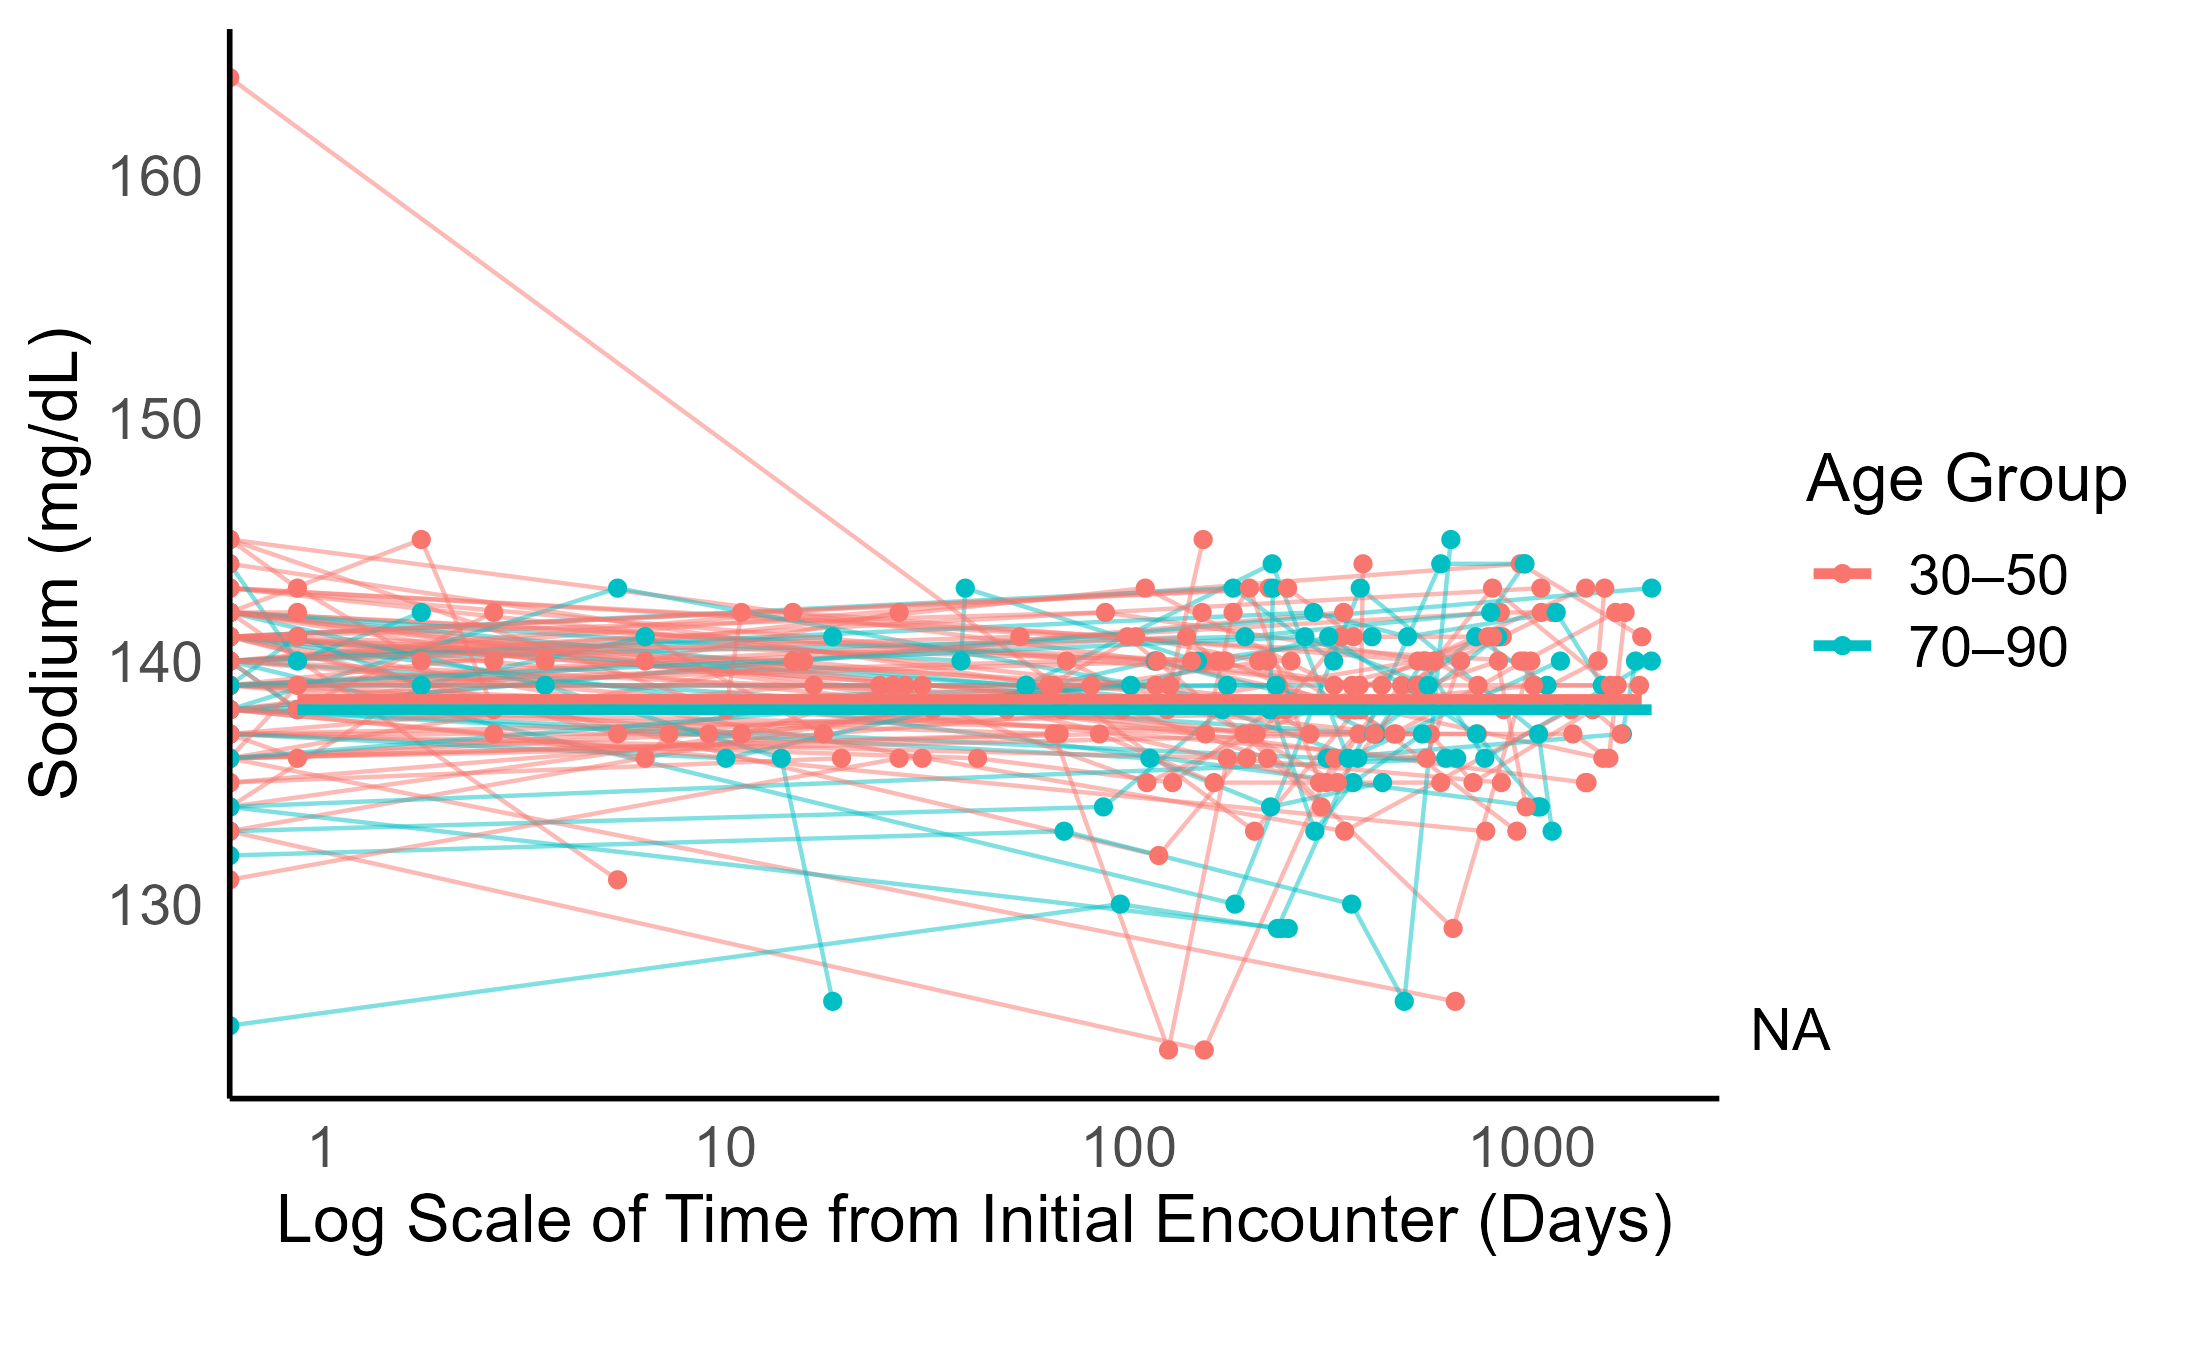 Sodium (mg/dL)
160
150
140
130
1
10
100
1000
Log Scale of Time from Initial Encounter (Days)
Age Group
30–50
70–90
NA